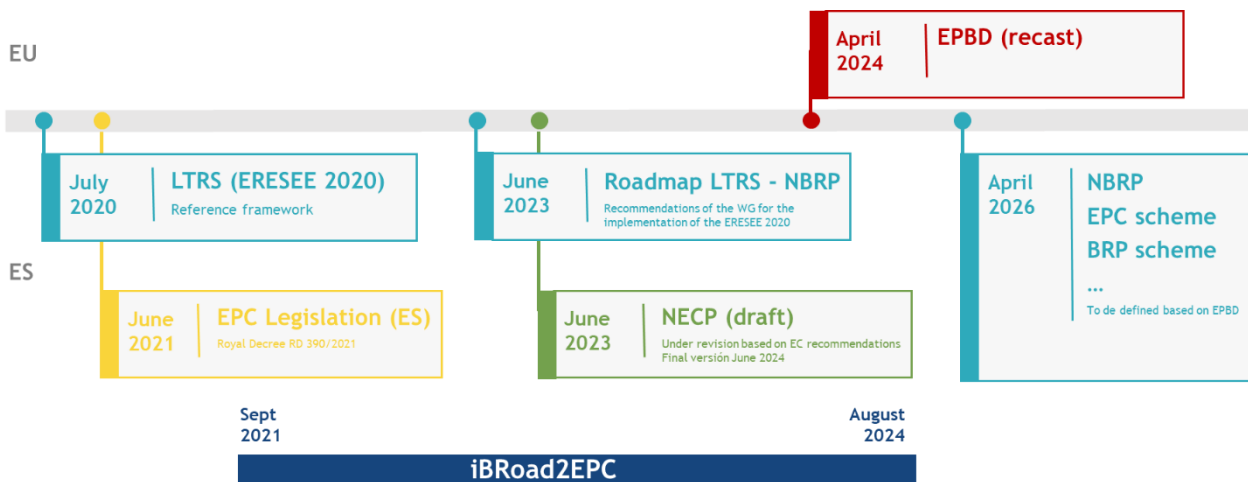 EU
April
2024
EPBD (recast)
July
2020
LTRS (ERESEE 2020)
Reference framework
June
2023
Roadmap LTRS - NBRP
Recommendations of the WG for the
implementation of the ERESEE 2020
April
2026
NBRP
EPC scheme
BRP scheme
...
To de defined based on EPBD
ES
June
2021
EPC Legislation (ES)
Royal Decree RD 390/2021
June
2023
NECP (draft)
Under revision based on EC recommendations
Final versión June 2024
Sept
2021
August
2024
iBRoad2EPC